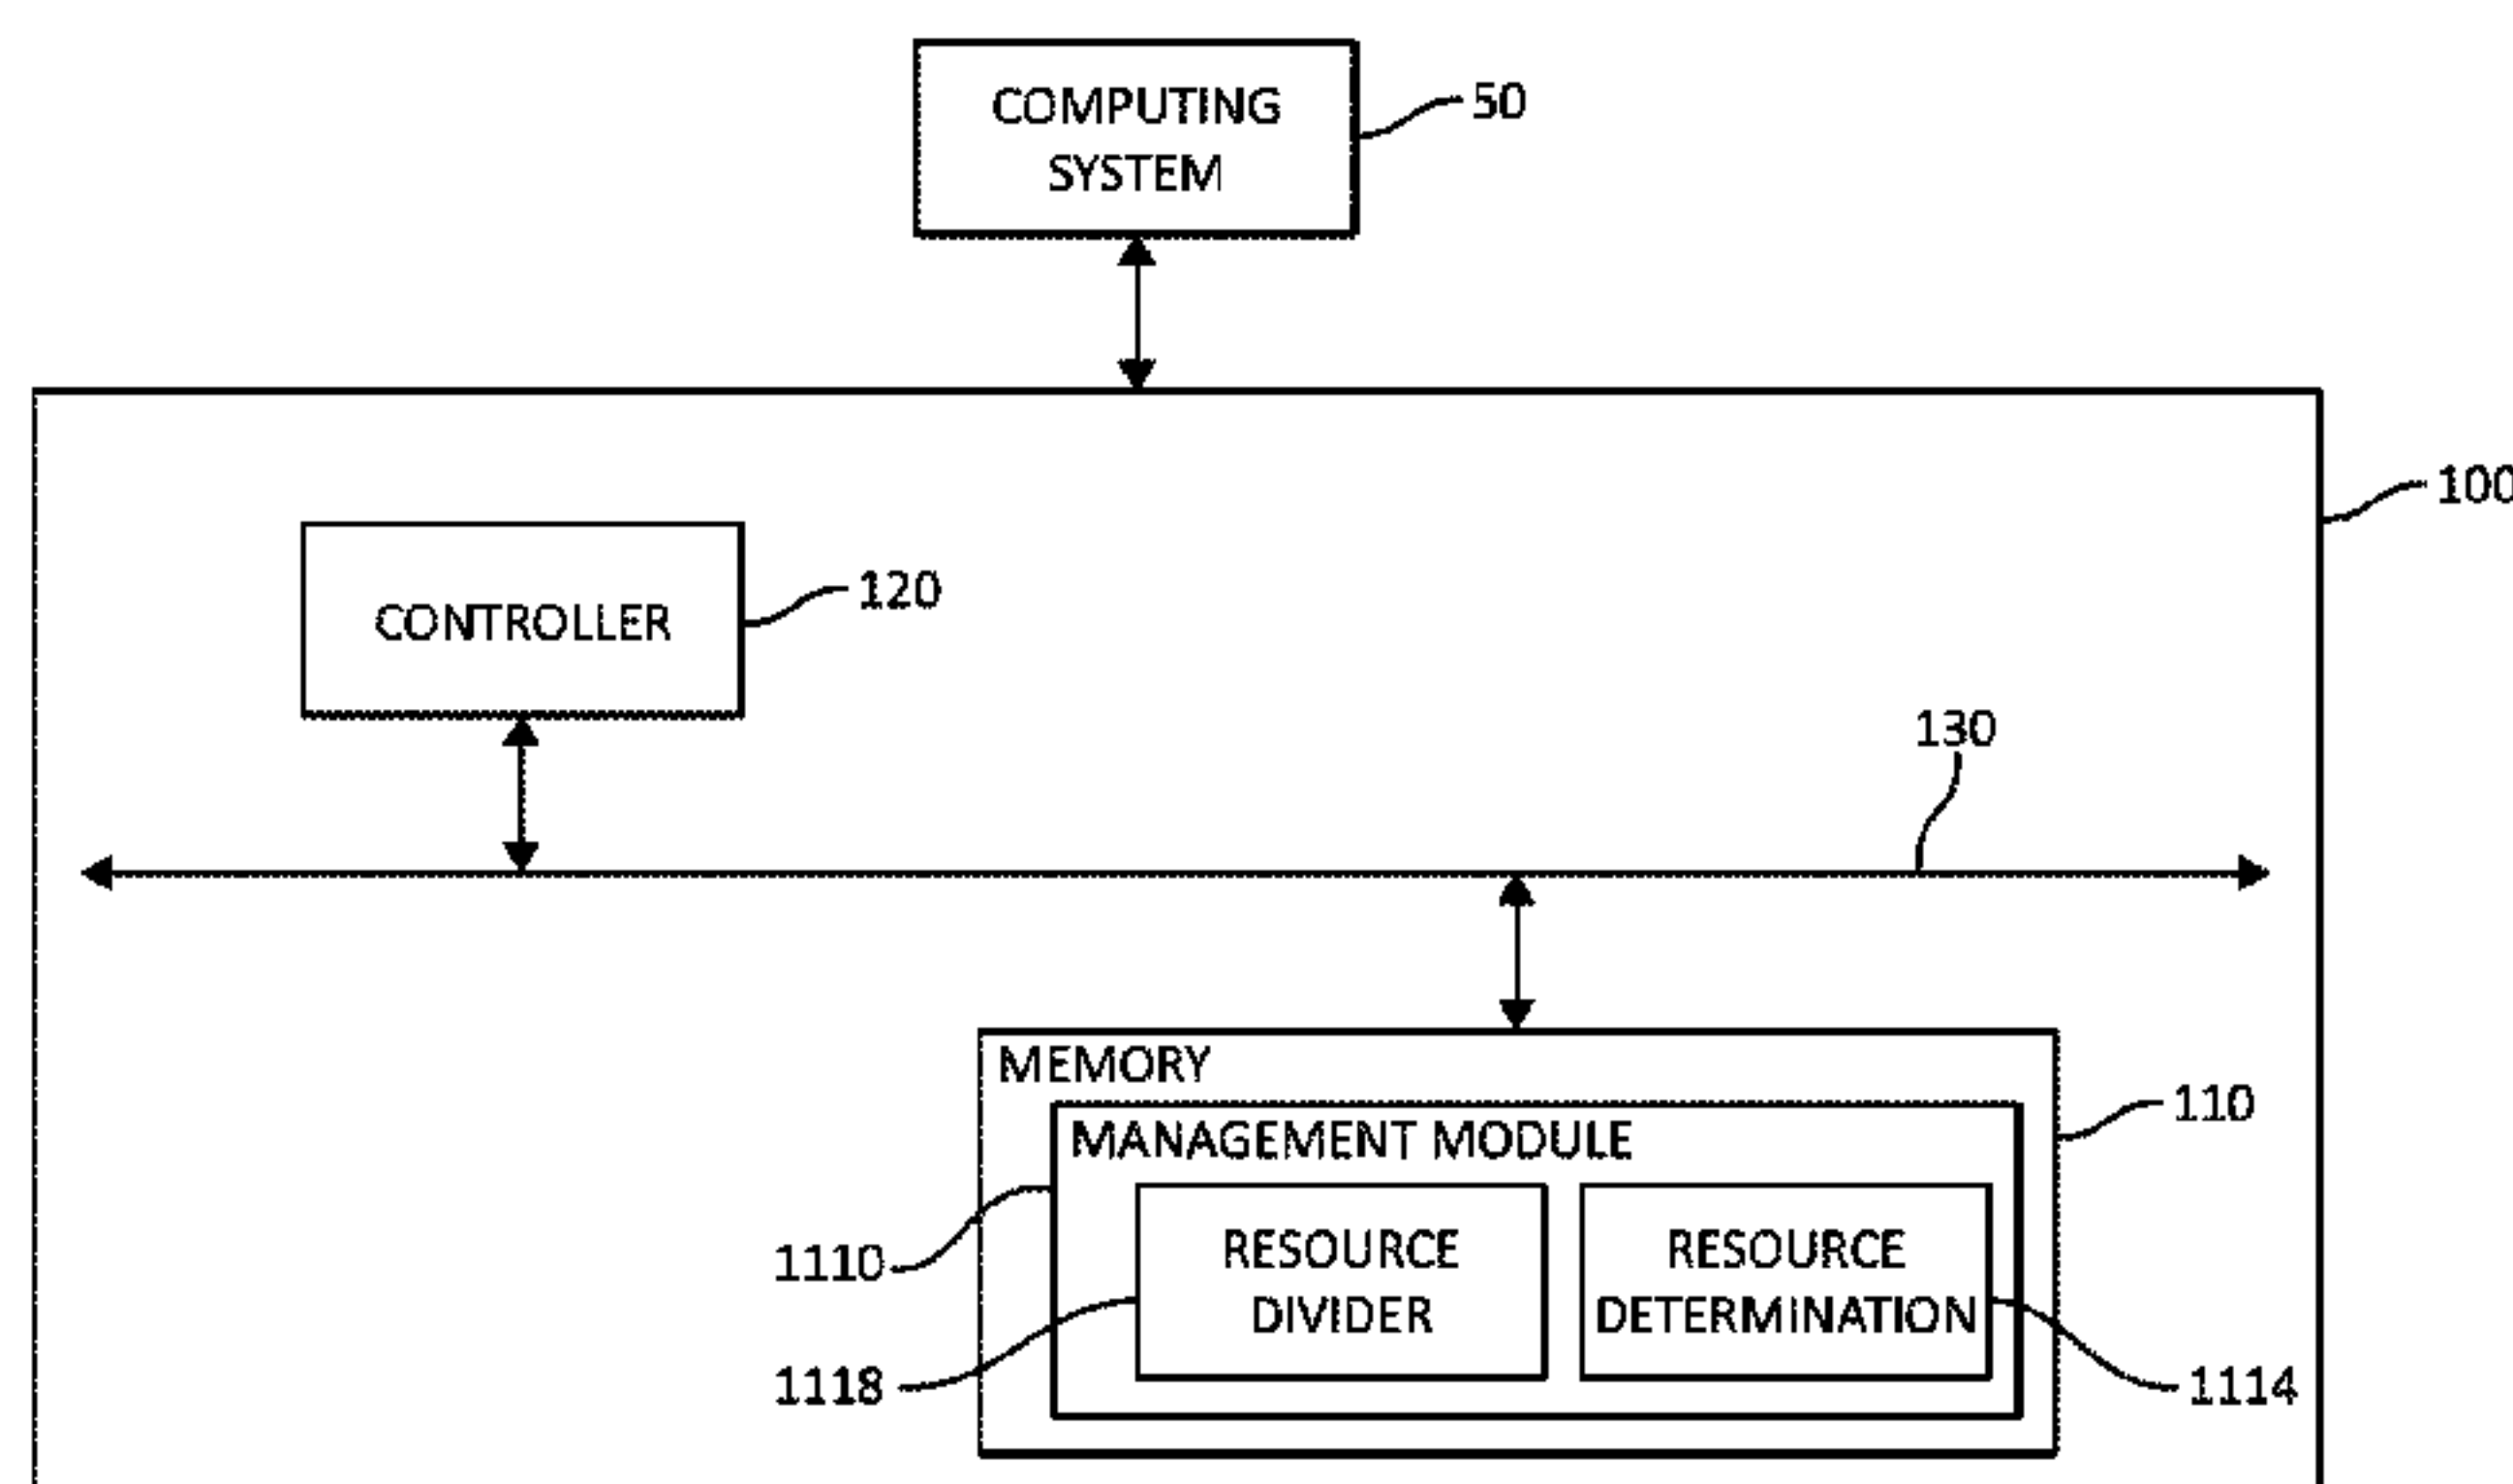 COMPUTING
SYSTEM
50
100
CONTROLLER
120
130
MEMORY
110
MANAGEMENT MODULE
1110
RESOURCE
DIVIDER
RESOURCE
DETERMINATION
1118
1114